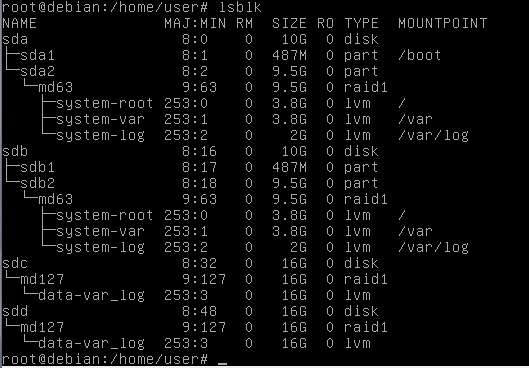 root@debian:/home/user# lsblk
NAME                MAJ:MIN RM  SIZE RO TYPE  MOUNTPOINT
sda                   8:0    0   10G  0 disk
├─sda1                8:1    0  487M  0 part  /boot
└─sda2                8:2    0  9.5G  0 part
  └─md63              9:63   0  9.5G  0 raid1
    ├─system-root   253:0    0  3.8G  0 lvm   /
    ├─system-var    253:1    0  3.8G  0 lvm   /var
    └─system-log    253:2    0    2G  0 lvm   /var/log
sdb                   8:16   0   10G  0 disk
├─sdb1                8:17   0  487M  0 part
└─sdb2                8:18   0  9.5G  0 part
  └─md63              9:63   0  9.5G  0 raid1
    ├─system-root   253:0    0  3.8G  0 lvm   /
    ├─system-var    253:1    0  3.8G  0 lvm   /var
    └─system-log    253:2    0    2G  0 lvm   /var/log
sdc                   8:32   0   16G  0 disk
└─md127               9:127  0   16G  0 raid1
  └─data-var_log    253:3    0   16G  0 lvm
sdd                   8:48   0   16G  0 disk
└─md127               9:127  0   16G  0 raid1
  └─data-var_log    253:3    0   16G  0 lvm
root@debian:/home/user# _